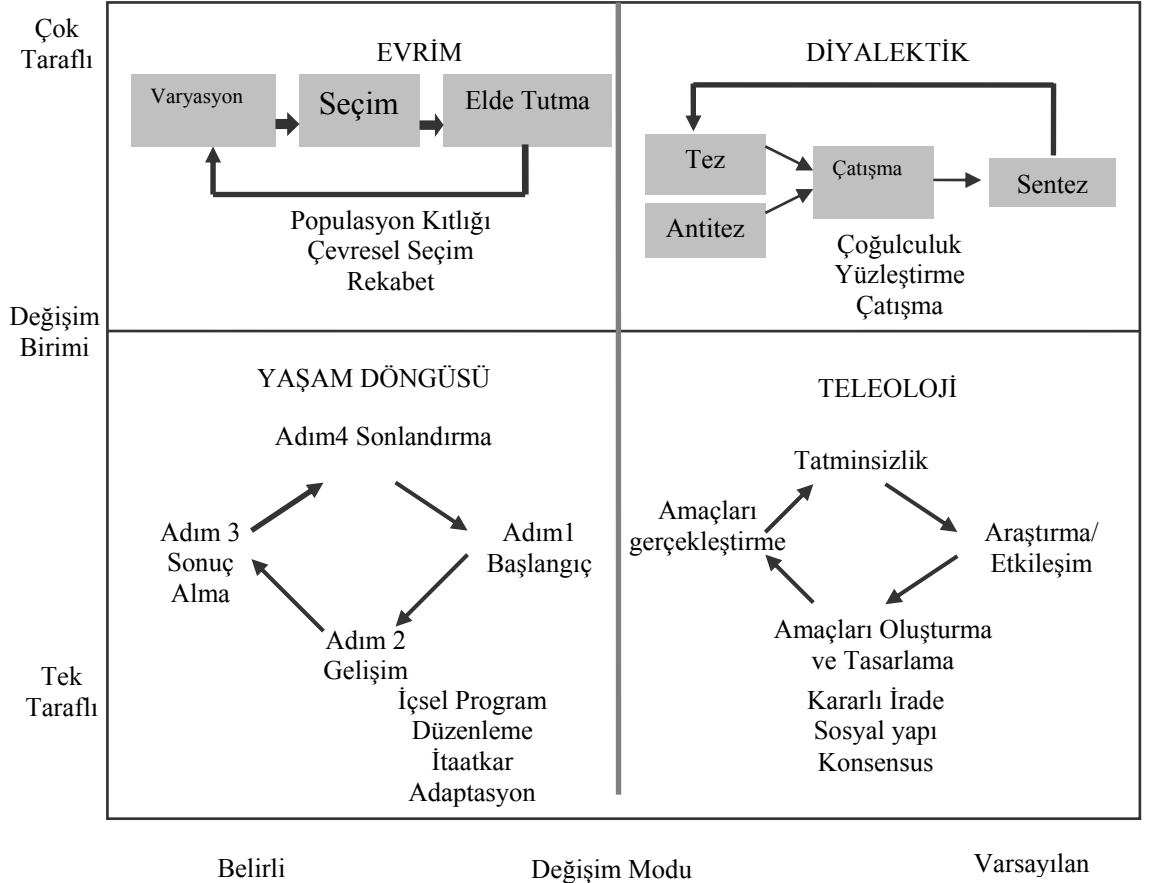 Çok
Taraflı
EVRİM
Varyasyon
Seçim
Elde Tutma
Populasyon Kıtlığı
Çevresel Seçim
Rekabet
DİYALEKTİK
Tez
Antitez
Çatışma
Sentez
Çoğulculuk
Yüzleştirme
Çatışma
Değişim
Birimi
YAŞAM DÖNGÜSÜ
Adım4 Sonlandırma
Adım 3
Sonuç
Alma
Adım1
Başlangıç
Adım 2
Gelişim
İçsel Program
Düzenleme
İtaatkar
Adaptasyon
TELEOLOJİ
Tatminsizlik
Amaçları
gerçekleştirme
Araştırma/
Etkileşim
Amaçları Oluşturma
ve Tasarlama
Kararlı İrade
Sosyal yapı
Konsensus
Tek
Taraflı
Belirli
Değişim Modu
Varsayılan